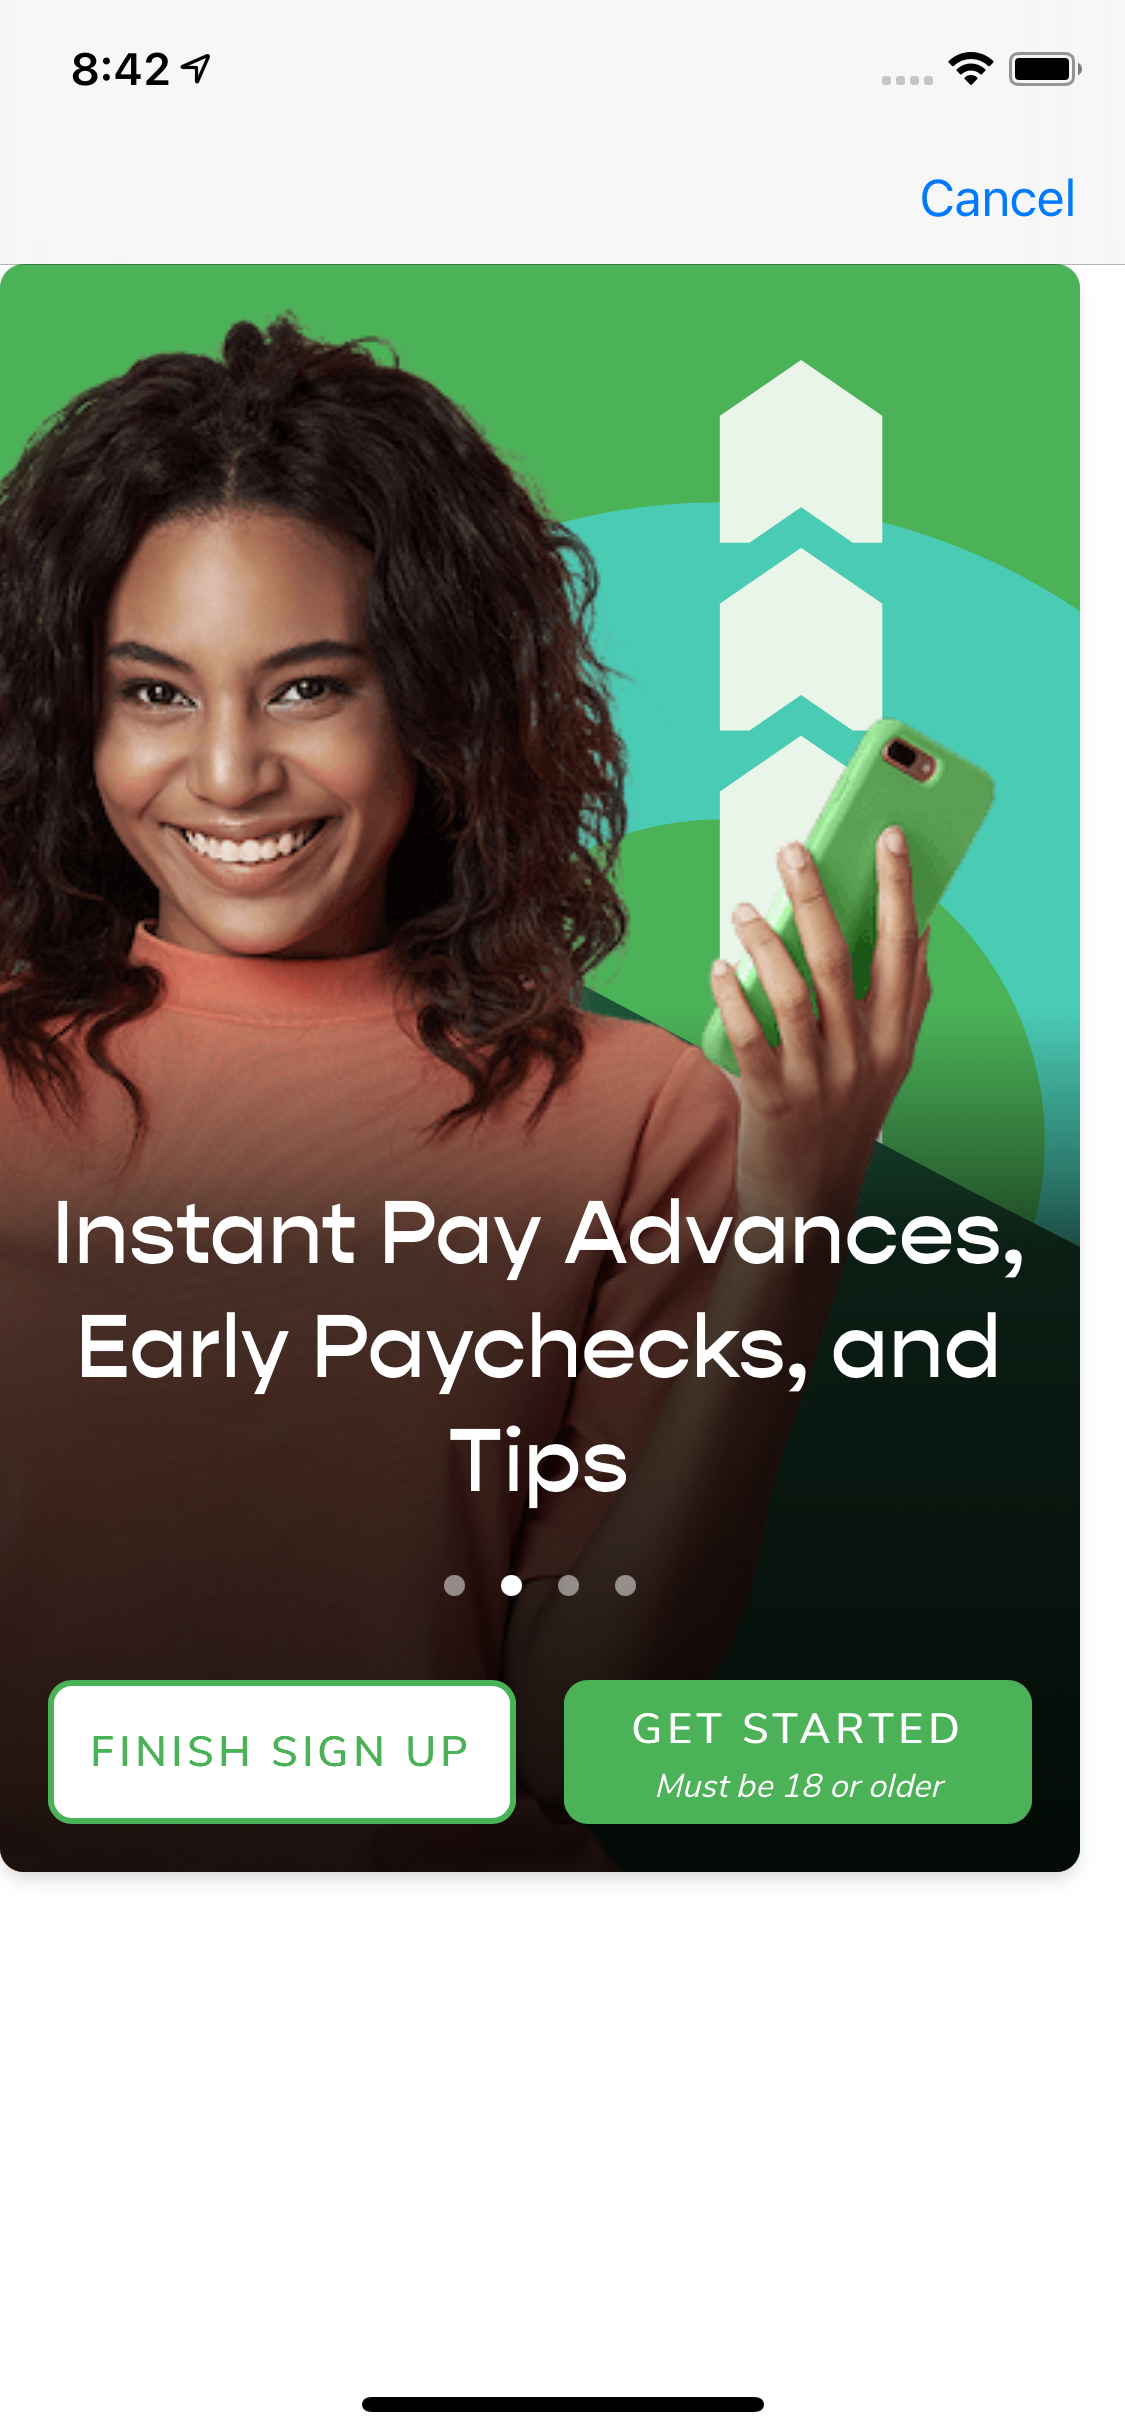 8:42
Cancel
Instant Pay Advances,
Early Paychecks, and
Tips
FINISH SIGN UP
GET STARTED
Must be 18 or older